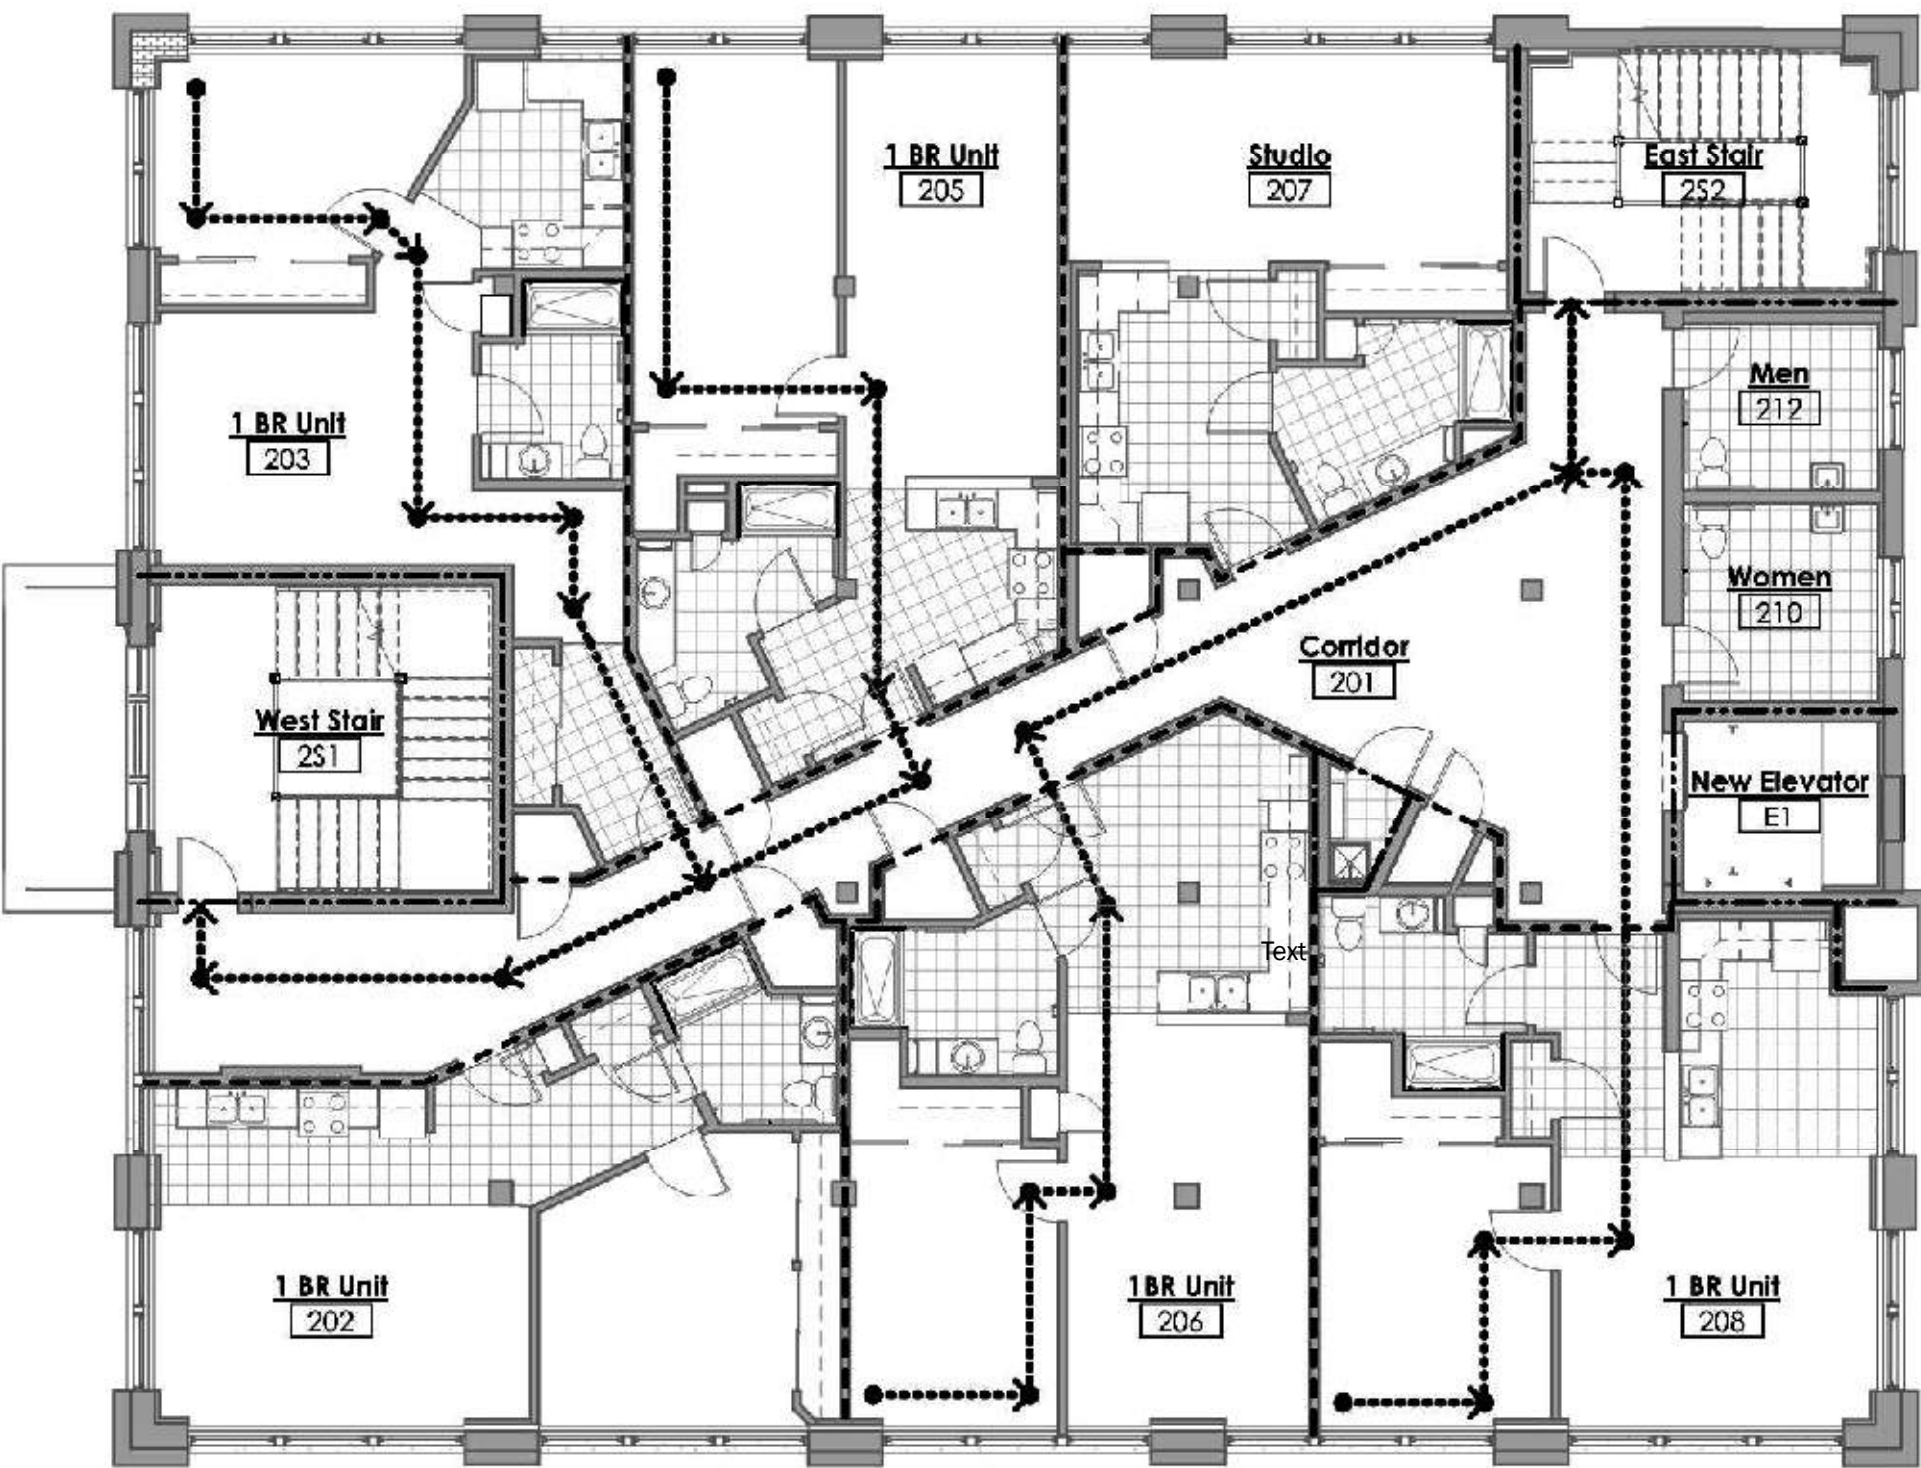 1 BR Unit
205
Studio
207
East Stair
2S2
Men
212
1 BR Unit
203
Women
210
Corridor
201
West Stair
2S1
New Elevator
E1
Text
1 BR Unit
202
1BR Unit
206
1 BR Unit
208